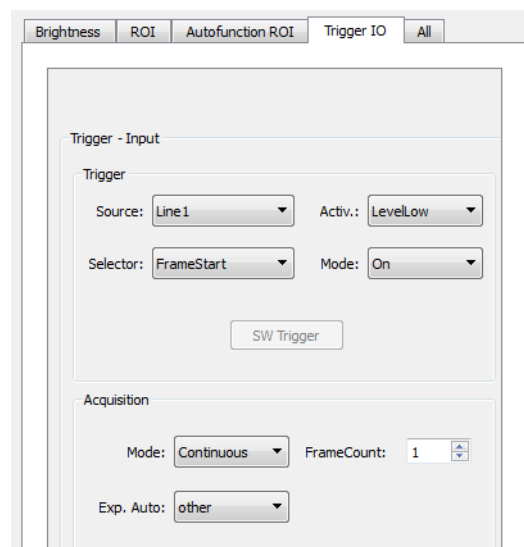 Brightness ROI Autofunction ROI Trigger IO All
Trigger - Input
Trigger
Source: Line1 Activ.: LevelLow
Selector: FrameStart Mode: On
SW Trigger
Acquisition
Mode: Continuous FrameCount: 1
Exp. Auto: other